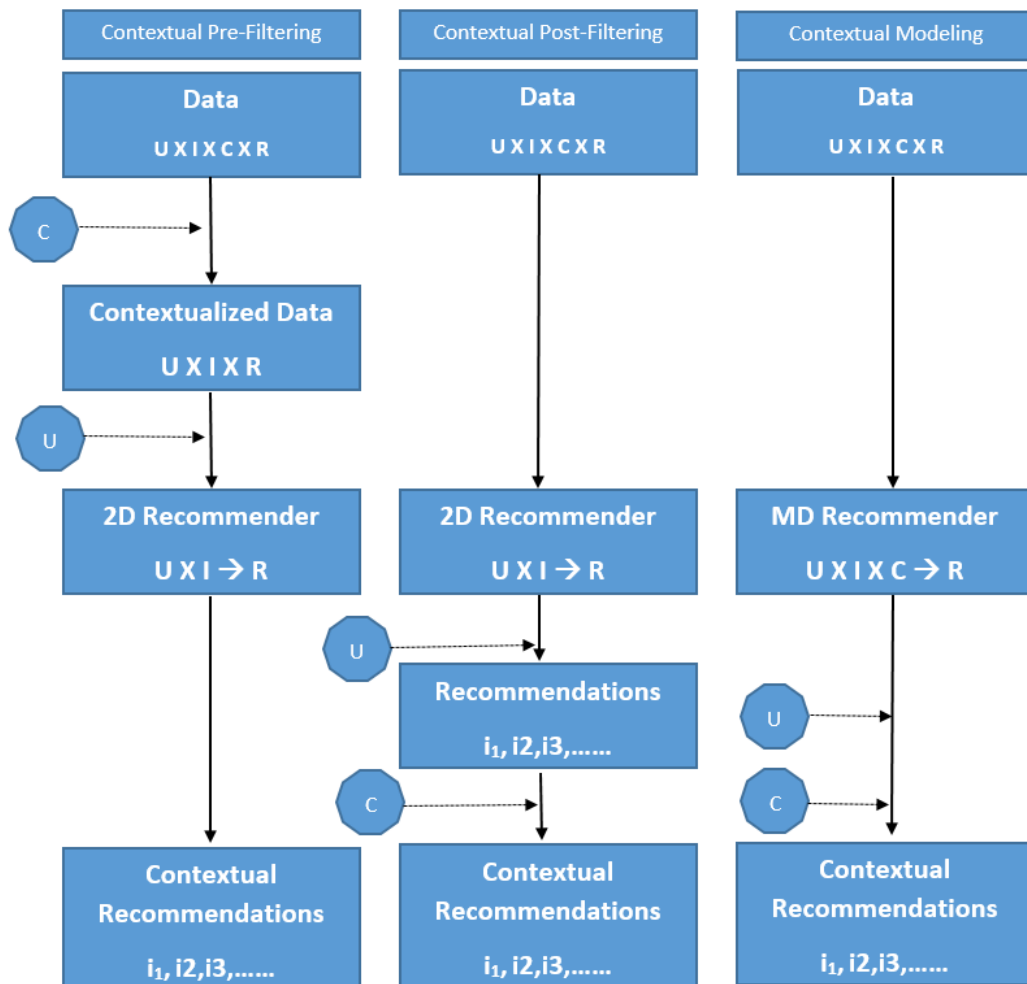 Contextual Pre-Filtering
Data
U X I X C X R
C
Contextualized Data
U X I X R
U
2D Recommender
U X I → R
Contextual
Recommendations
i₁, i2,i3,......
Contextual Post-Filtering
Data
U X I X C X R
2D Recommender
U X I → R
U
Recommendations
i₁, i2,i3,......
C
Contextual
Recommendations
i₁, i2,i3,......
Contextual Modeling
Data
U X I X C X R
MD Recommender
U X I X C → R
U
C
Contextual
Recommendations
i₁, i2,i3,......